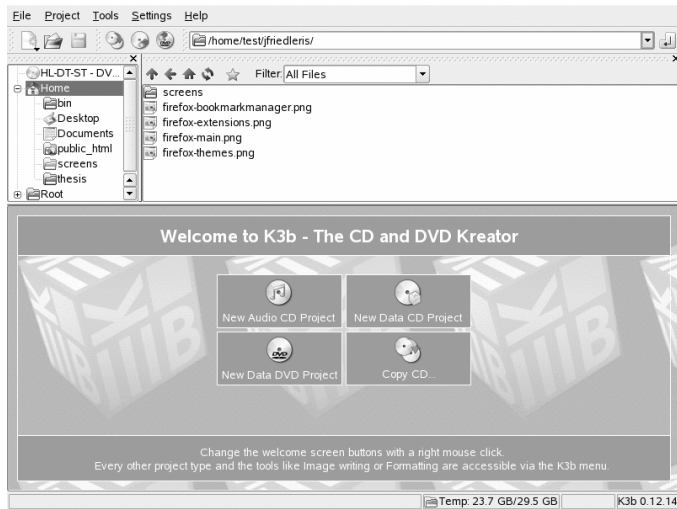 File Project Tools Settings Help
/home/test/jfriedleris/
HL-DT-ST - DV...
Home
bin
Desktop
Documents
public_html
screens
thesis
Root
Filter: All Files
screens
firefox-bookmarkmanager.png
firefox-extensions.png
firefox-main.png
firefox-themes.png
Welcome to K3b - The CD and DVD Kreator
New Audio CD Project
New Data CD Project
New Data DVD Project
Copy CD...
Change the welcome screen buttons with a right mouse click.
Every other project type and the tools like Image writing or Formatting are accessible via the K3b menu.
Temp: 23.7 GB/29.5 GB
K3b 0.12.14